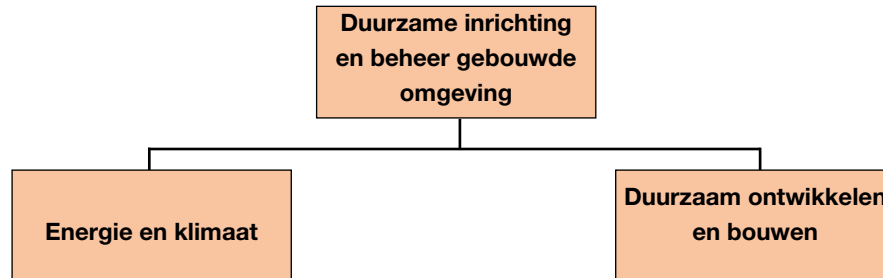 Duurzame inrichting
en beheer gebouwde
omgeving
Energie en klimaat
Duurzaam ontwikkelen
en bouwen